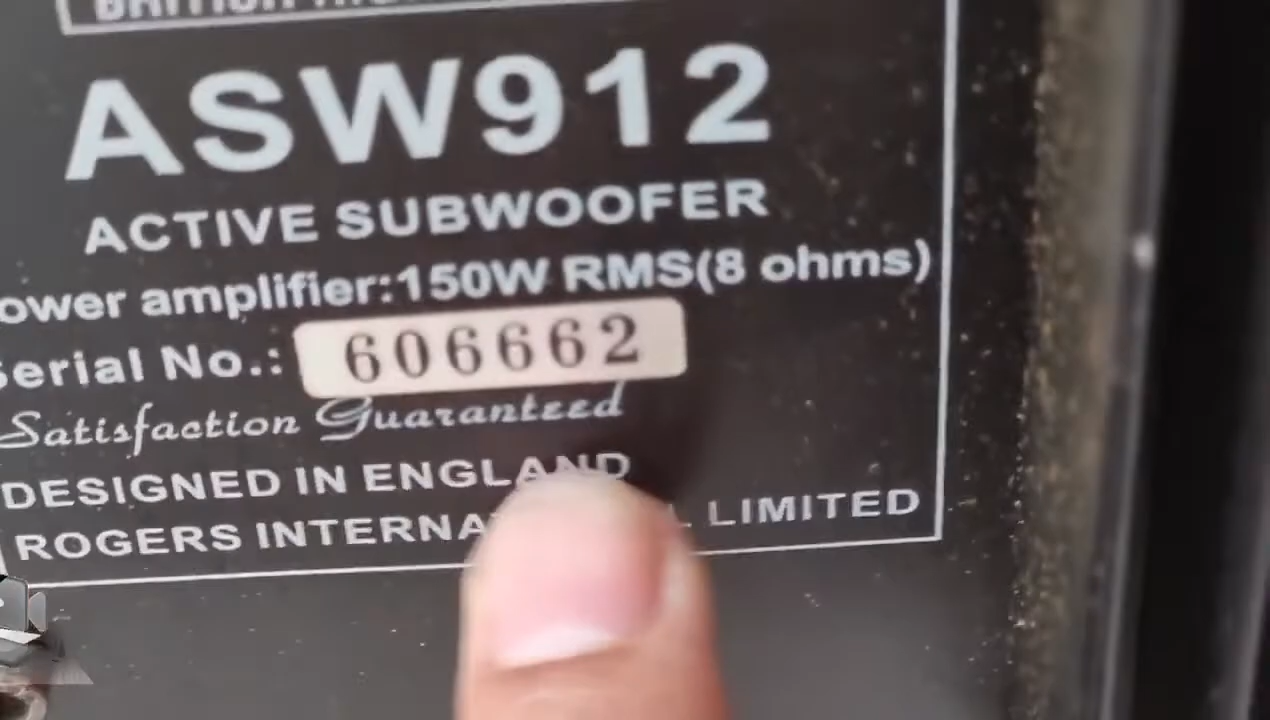 ASW912
ACTIVE SUBWOOFER
ower amplifier:150W RMS(8 ohms)
Serial No.: 606662
Satisfaction Guaranteed
DESIGNED IN ENGLAND
ROGERS INTERNA L LIMITED